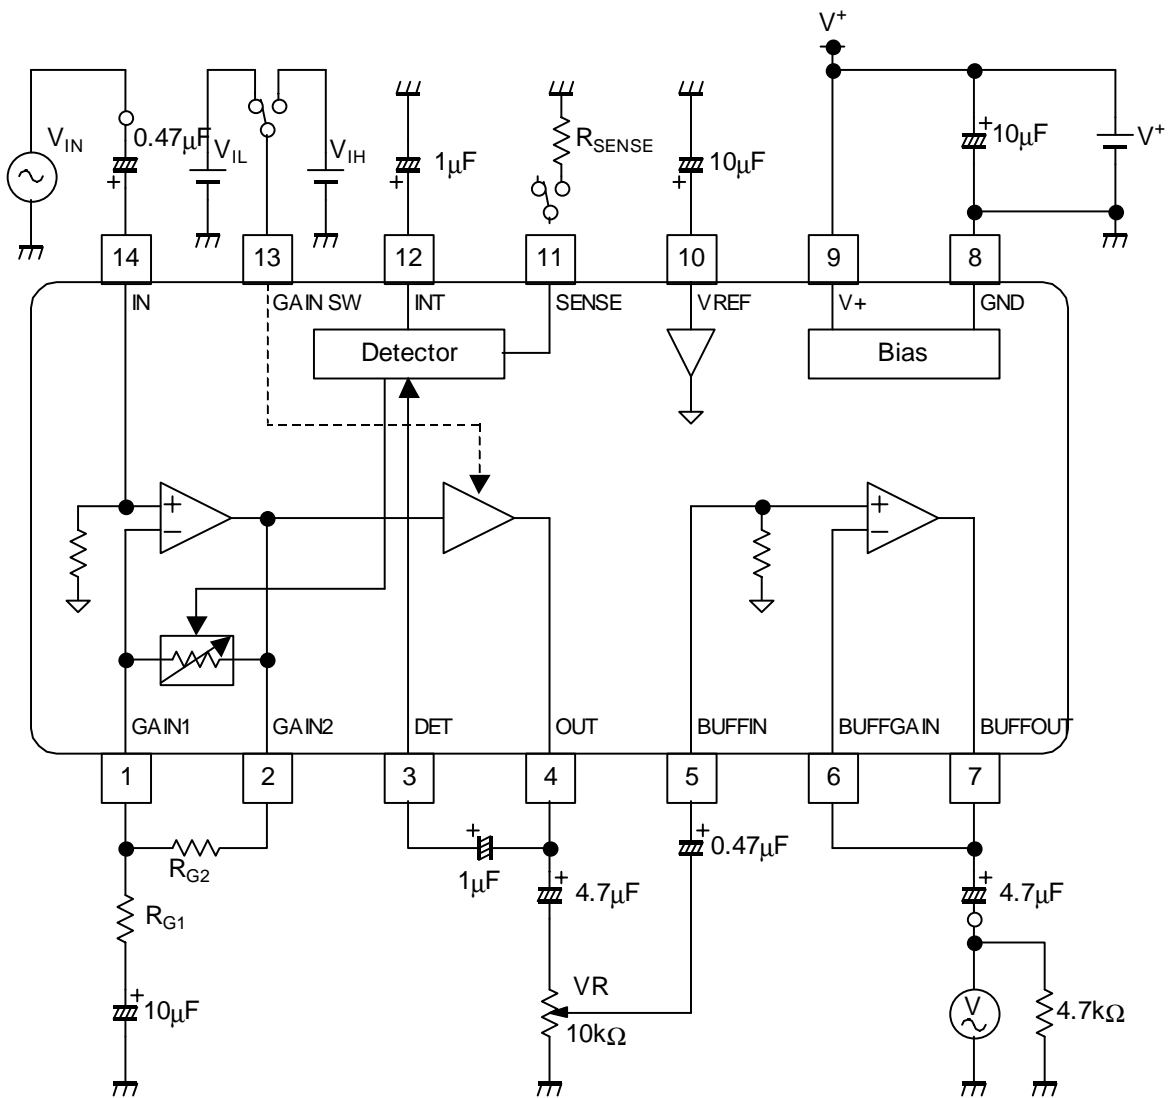 V+
V_IN
0.47μF
V_IL
V_IH
1μF
R_SENSE
10μF
10μF
V+
+
+
+
+
14
13
12
11
10
9
8
IN
GAIN SW
INT
SENSE
VREF
V+
GND
Detector
Bias
+
−
+
−
GAIN1
GAIN2
DET
OUT
BUFFIN
BUFFGAIN
BUFFOUT
1
2
3
4
5
6
7
R_G2
+
1μF
+
0.47μF
+
4.7μF
+
4.7μF
R_G1
+
10μF
VR
10kΩ
V
4.7kΩ